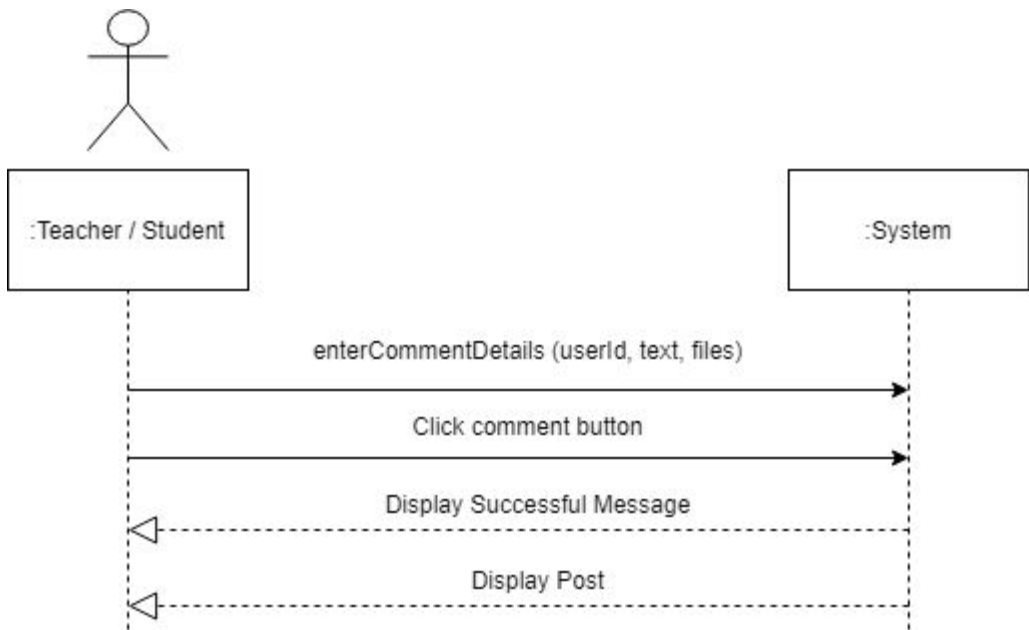 :Teacher / Student
:System
enterCommentDetails (userId, text, files)
Click comment button
Display Successful Message
Display Post